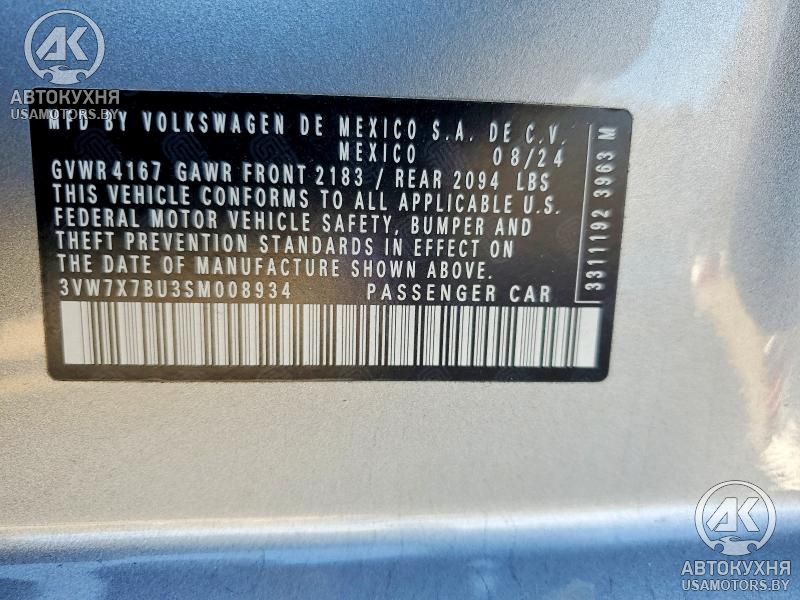 AK
АВТОКУХНЯ
USAMOTORS.BY
MFD BY VOLKSWAGEN DE MEXICO S.A. DE C.V.
MEXICO 08/24
GVWR 4167 GAWR FRONT 2183 / REAR 2094 LBS
THIS VEHICLE CONFORMS TO ALL APPLICABLE U.S.
FEDERAL MOTOR VEHICLE SAFETY, BUMPER AND
THEFT PREVENTION STANDARDS IN EFFECT ON
THE DATE OF MANUFACTURE SHOWN ABOVE.
3VW7X7BU3SM008934 PASSENGER CAR
3311192 3963 M
AK
АВТОКУХНЯ
USAMOTORS.BY